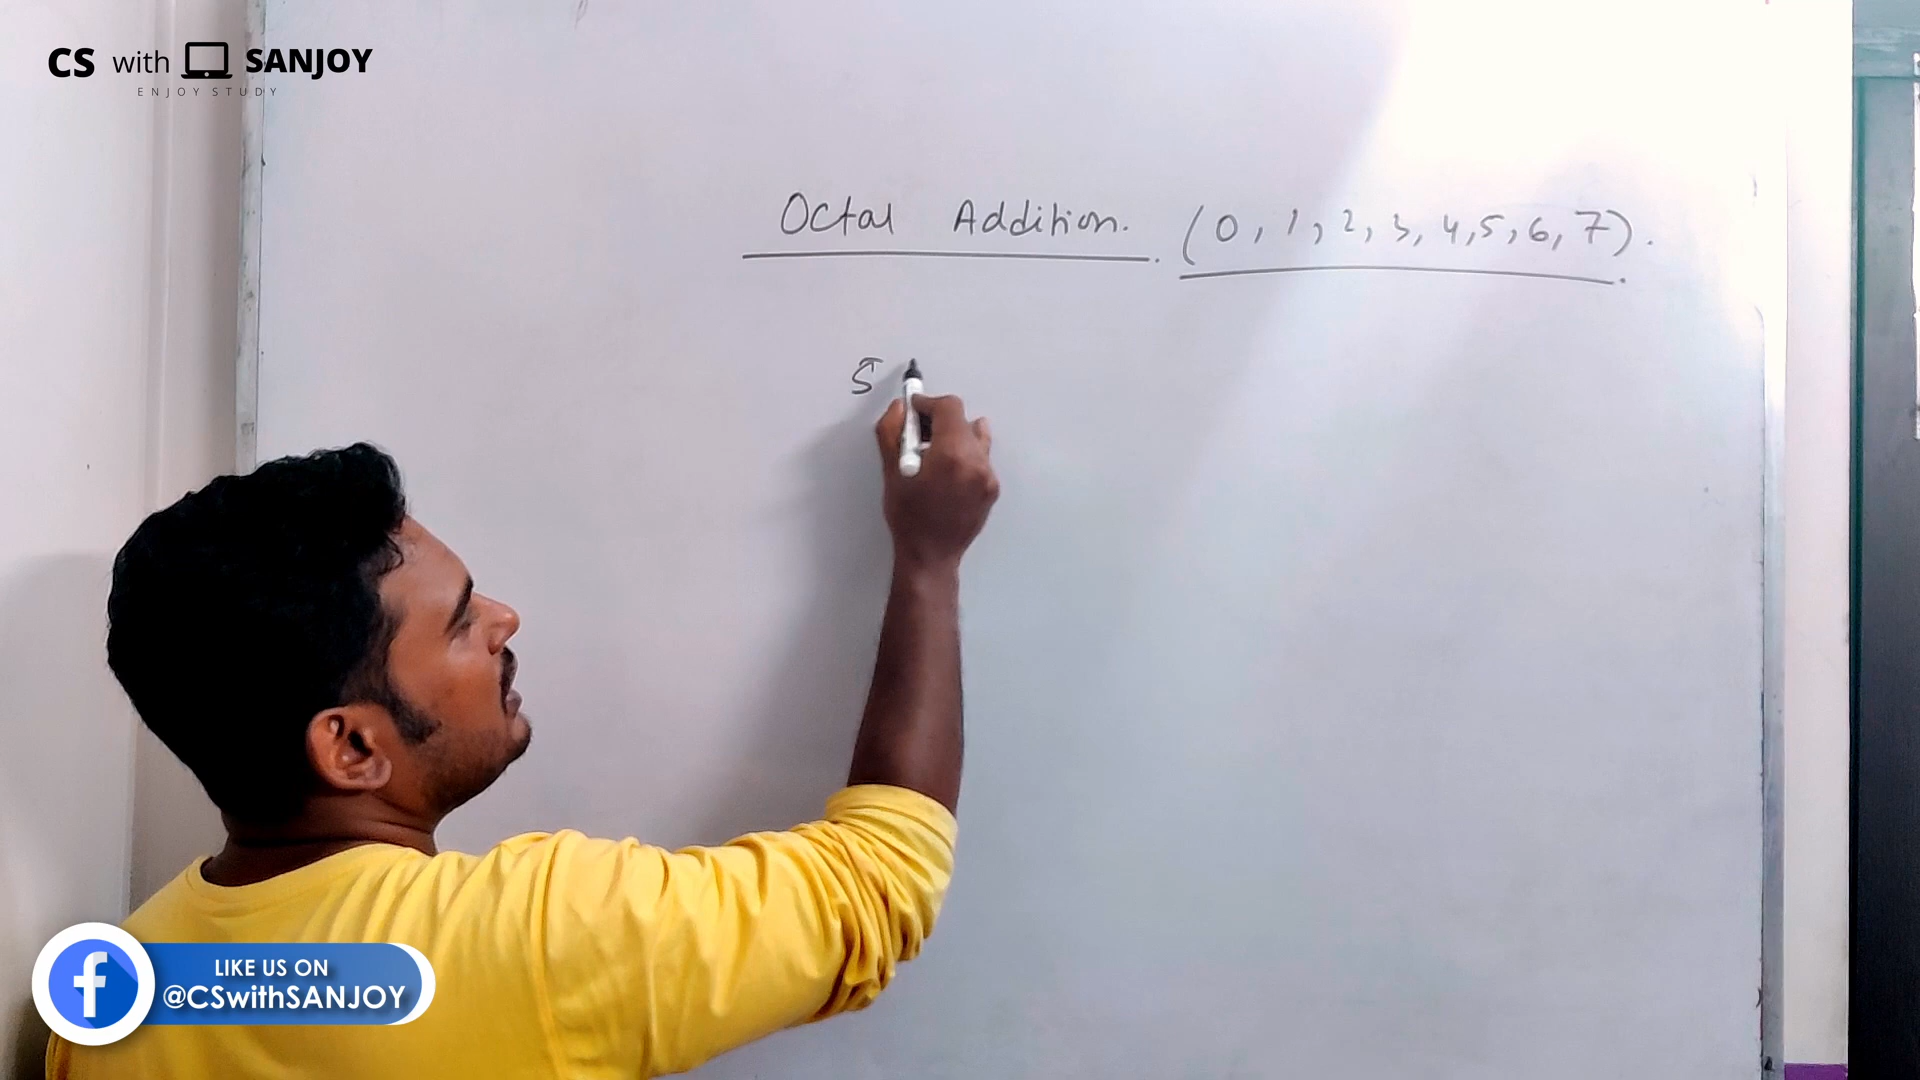 CS with SANJOY
ENJOY STUDY
Octal Addition. (0, 1, 2, 3, 4, 5, 6, 7).
5
LIKE US ON
@CSwithSANJOY